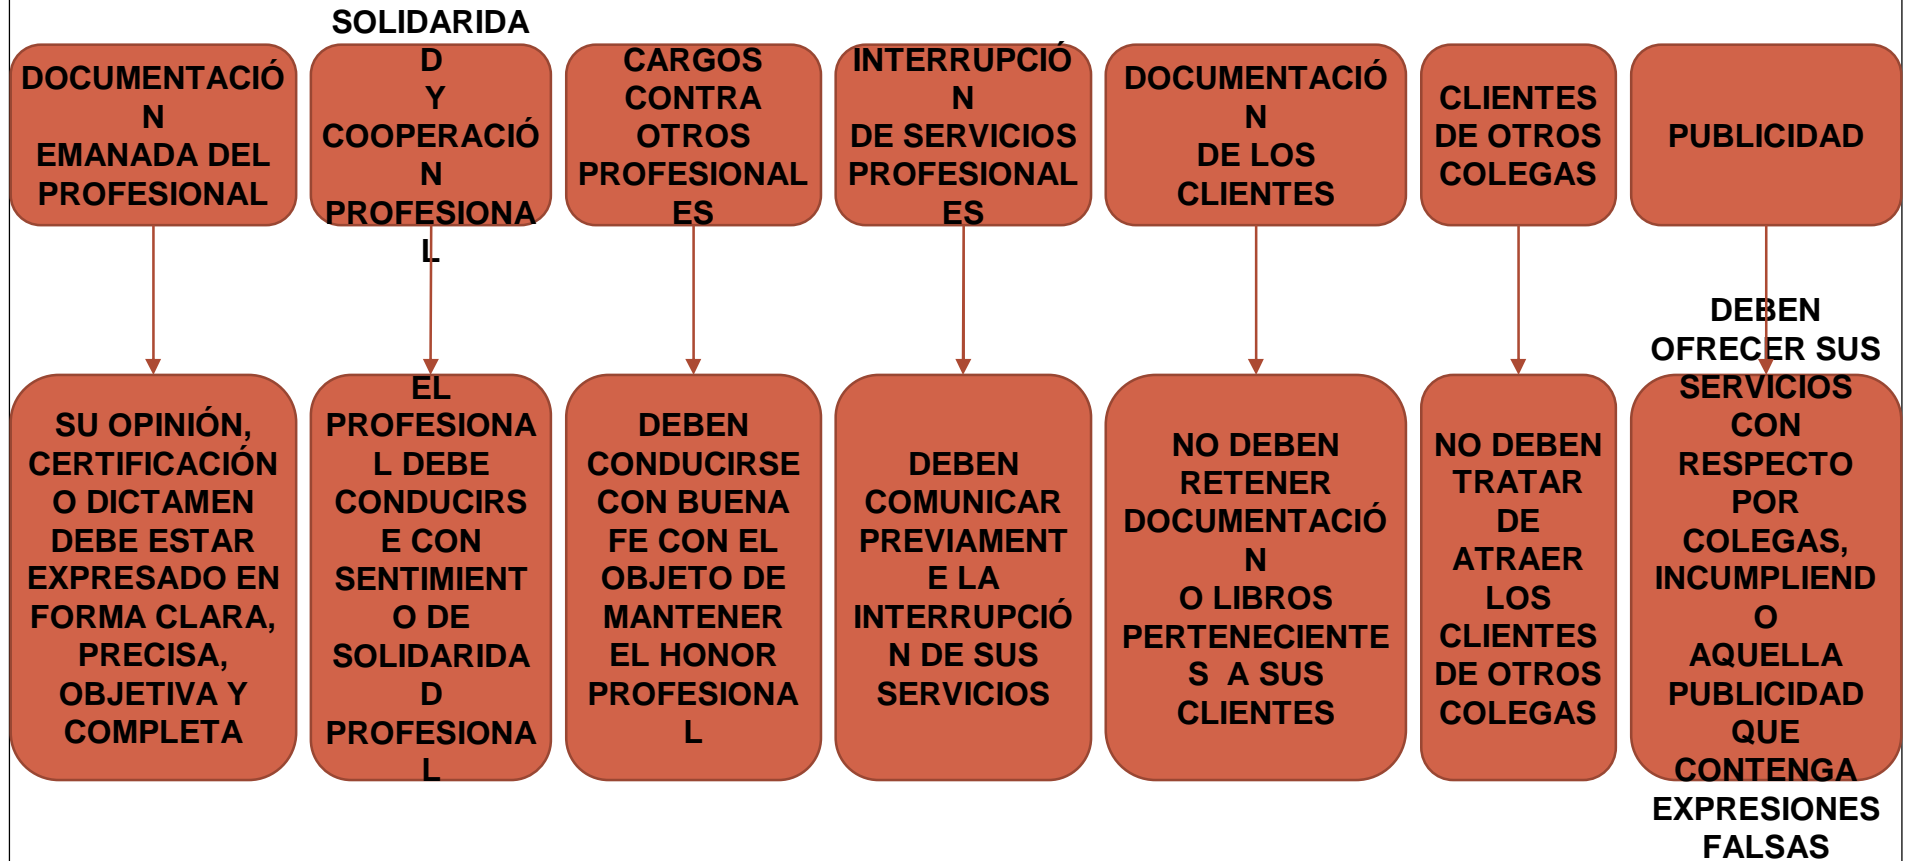 DOCUMENTACIÓ
N
EMANADA DEL
PROFESIONAL
SOLIDARIDA
D
Y
COOPERACIÓ
N
PROFESIONA
L
CARGOS
CONTRA
OTROS
PROFESIONAL
ES
INTERRUPCIÓ
N
DE SERVICIOS
PROFESIONAL
ES
DOCUMENTACIÓ
N
DE LOS
CLIENTES
CLIENTES
DE OTROS
COLEGAS
PUBLICIDAD
SU OPINIÓN,
CERTIFICACIÓN
O DICTAMEN
DEBE ESTAR
EXPRESADO EN
FORMA CLARA,
PRECISA,
OBJETIVA Y
COMPLETA
EL
PROFESIONA
L DEBE
CONDUCIRS
E CON
SENTIMIENT
O DE
SOLIDARIDA
D
PROFESIONA
L
DEBEN
CONDUCIRSE
CON BUENA
FE CON EL
OBJETO DE
MANTENER
EL HONOR
PROFESIONA
L
DEBEN
COMUNICAR
PREVIAMENT
E LA
INTERRUPCIÓ
N DE SUS
SERVICIOS
NO DEBEN
RETENER
DOCUMENTACIÓ
N
O LIBROS
PERTENECIENTE
S A SUS
CLIENTES
NO DEBEN
TRATAR
DE
ATRAER
LOS
CLIENTES
DE OTROS
COLEGAS
DEBEN
OFRECER SUS
SERVICIOS
CON
RESPECTO
POR
COLEGAS,
INCUMPLIEND
O
AQUELLA
PUBLICIDAD
QUE
CONTENGA
EXPRESIONES
FALSAS